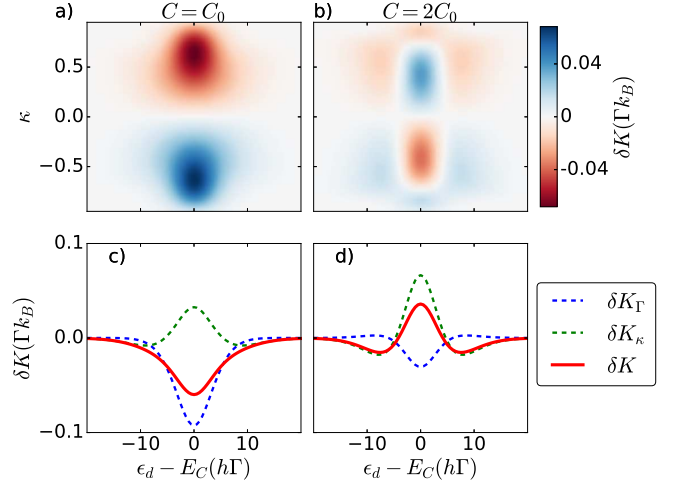 a) C = C₀ b) C = 2C₀
0.5
0.0
−0.5
κ
0.04
0
-0.04
δK(Γk_B)
c) d)
0.1
0.0
−0.1
δK(Γk_B)
−10 0 10 −10 0 10
ϵ_d − E_C(hΓ) ϵ_d − E_C(hΓ)
δK_Γ
δK_κ
δK